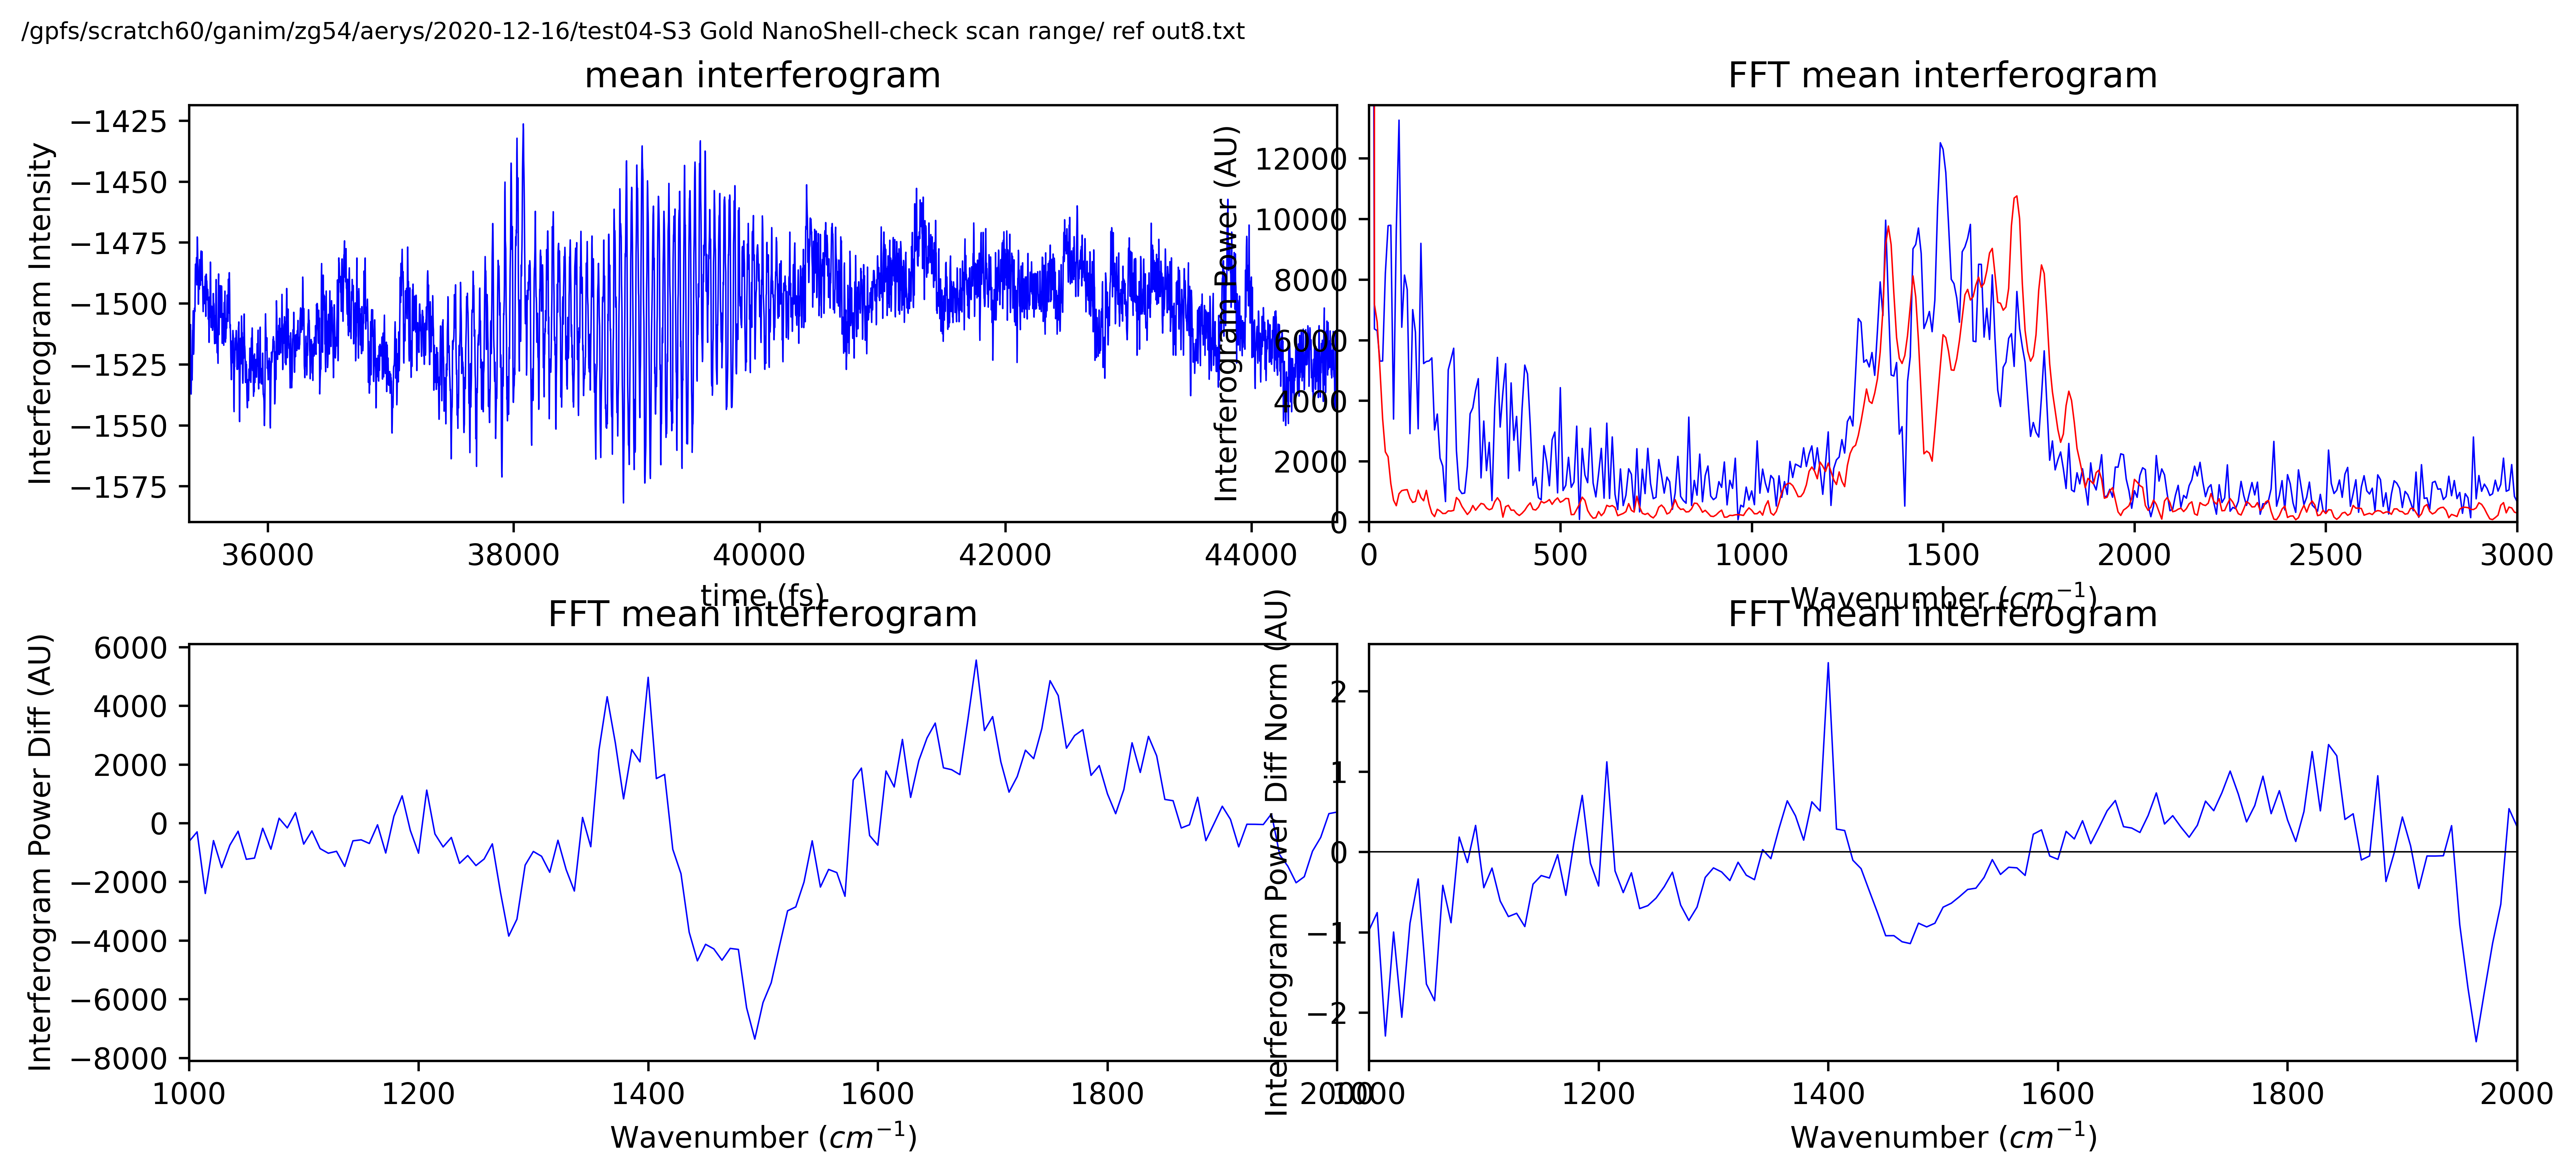 /gpfs/scratch60/ganim/zg54/aerys/2020-12-16/test04-S3 Gold NanoShell-check scan range/ ref out8.txt
mean interferogram
Interferogram Intensity
−1425
−1450
−1475
−1500
−1525
−1550
−1575
36000 38000 40000 42000 44000
time (fs)
FFT mean interferogram
Interferogram Power (AU)
12000
10000
8000
6000
4000
2000
0
0 500 1000 1500 2000 2500 3000
Wavenumber (cm⁻¹)
FFT mean interferogram
Interferogram Power Diff (AU)
6000
4000
2000
0
−2000
−4000
−6000
−8000
1000 1200 1400 1600 1800 2000
Wavenumber (cm⁻¹)
FFT mean interferogram
Interferogram Power Diff Norm (AU)
2
1
0
−1
−2
1000 1200 1400 1600 1800 2000
Wavenumber (cm⁻¹)